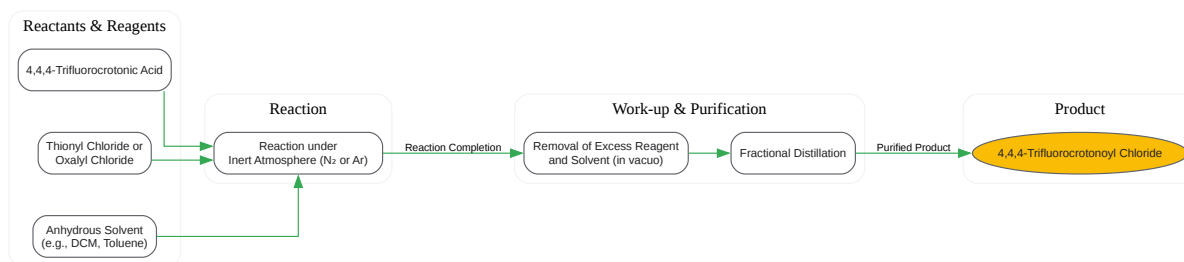 Reactants & Reagents
4,4,4-Trifluorocrotonic Acid
Thionyl Chloride or
Oxalyl Chloride
Anhydrous Solvent
(e.g., DCM, Toluene)
Reaction
Reaction under
Inert Atmosphere (N₂ or Ar)
Reaction Completion
Work-up & Purification
Removal of Excess Reagent
and Solvent (in vacuo)
Fractional Distillation
Purified Product
Product
4,4,4-Trifluorocrotonoyl Chloride